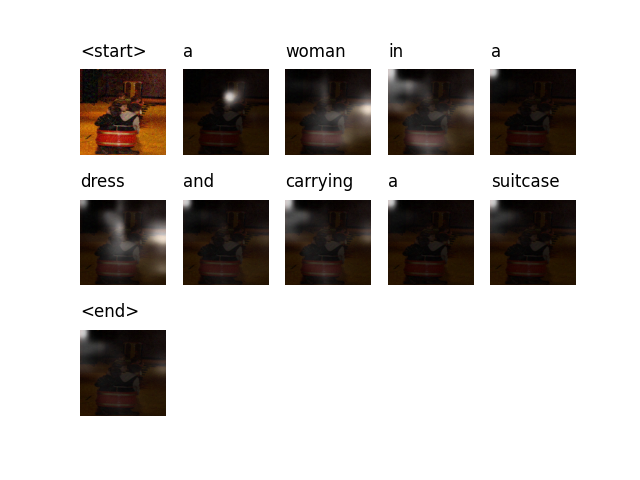 <start> a woman in a
dress and carrying a suitcase
<end>